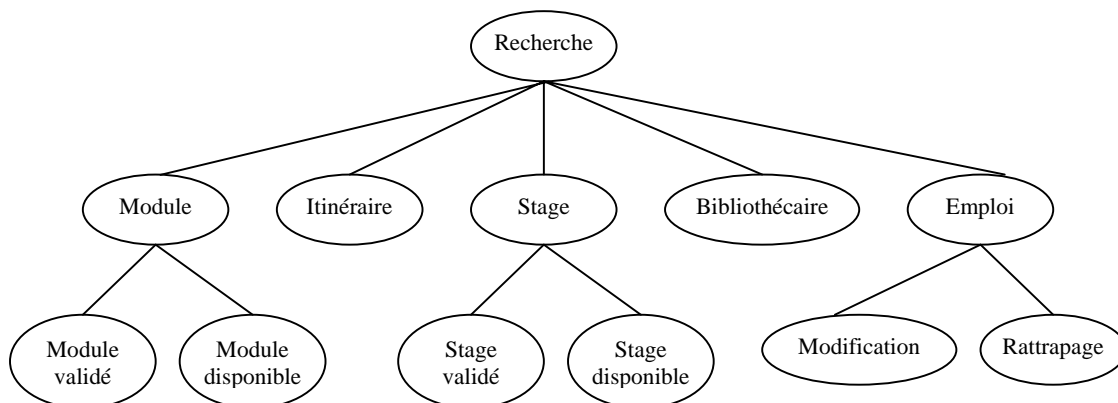 Recherche
Module
Itinéraire
Stage
Bibliothécaire
Emploi
Module
validé
Module
disponible
Stage
validé
Stage
disponible
Modification
Rattrapage